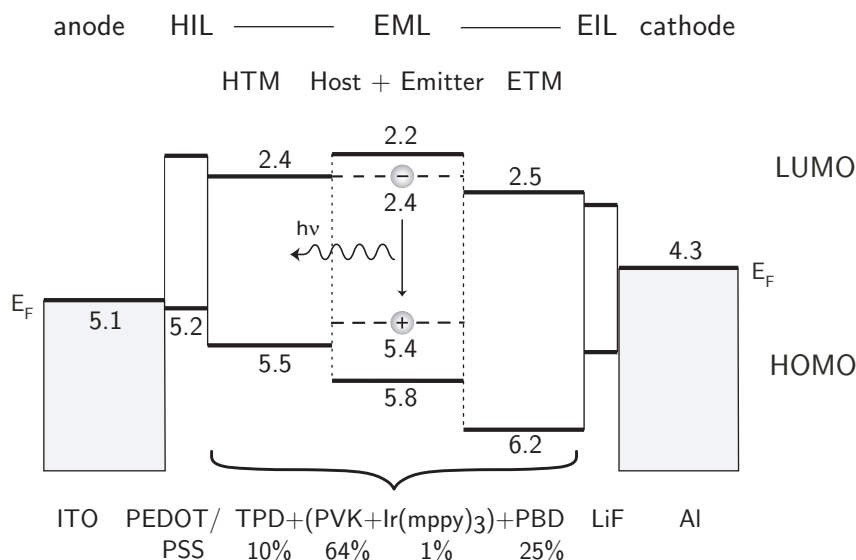 anode HIL EML EIL cathode
HTM Host + Emitter ETM
2.2
2.4 2.5 LUMO
−
2.4
hν
4.3
E_F E_F
5.1 5.2
+
5.4
5.5 HOMO
5.8
6.2
ITO PEDOT/ TPD+(PVK+Ir(mppy)₃)+PBD LiF Al
PSS 10% 64% 1% 25%